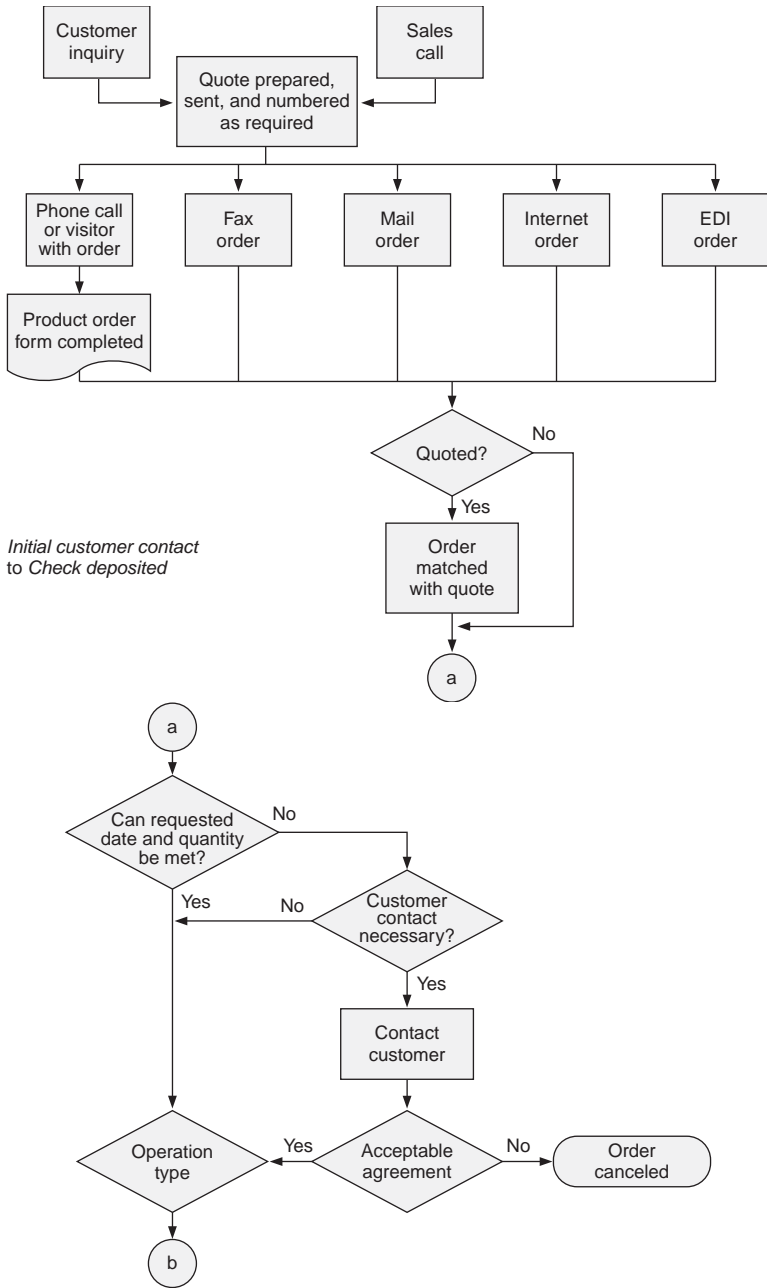 Customer
inquiry
Sales
call
Quote prepared,
sent, and numbered
as required
Phone call
or visitor
with order
Fax
order
Mail
order
Internet
order
EDI
order
Product order
form completed
Quoted?
No
Yes
Initial customer contact
to Check deposited
Order
matched
with quote
a
a
Can requested
date and quantity
be met?
No
Yes
No
Customer
contact
necessary?
Yes
Contact
customer
Operation
type
Yes
Acceptable
agreement
No
Order
canceled
b